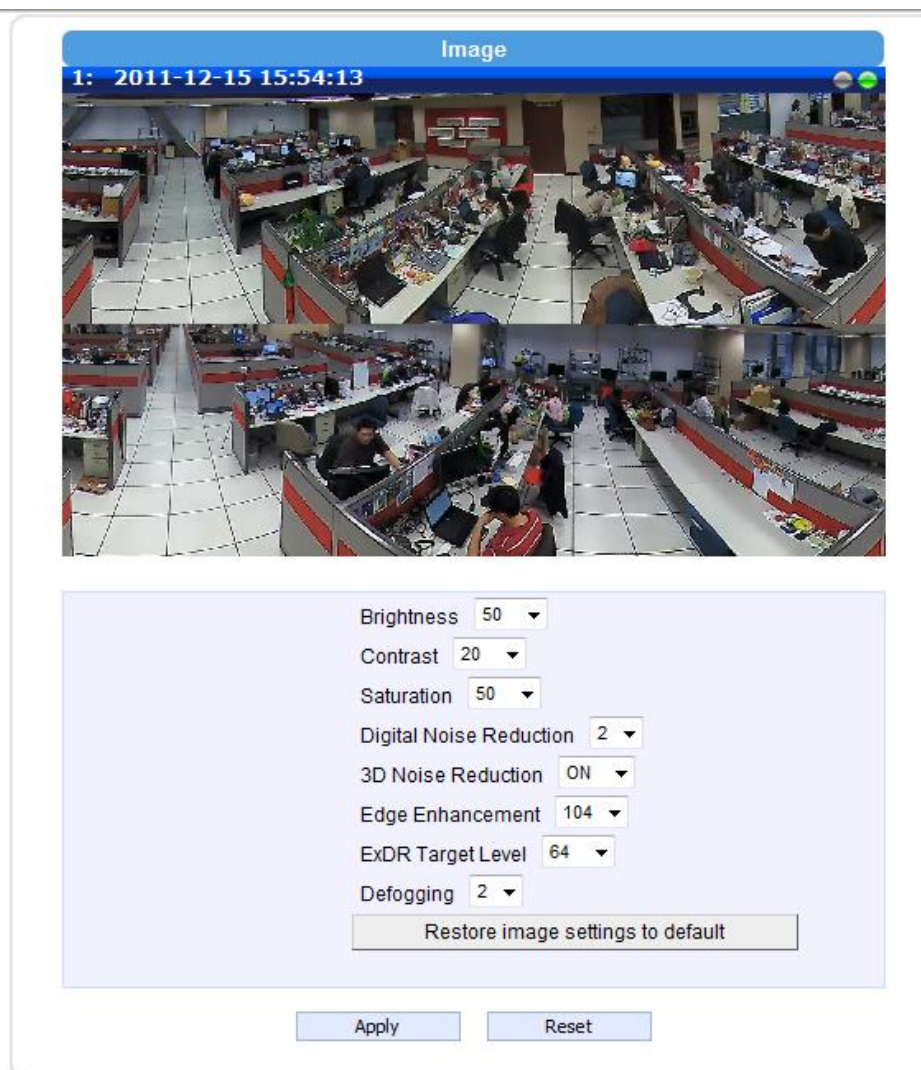 Image
1: 2011-12-15 15:54:13
Brightness 50
Contrast 20
Saturation 50
Digital Noise Reduction 2
3D Noise Reduction ON
Edge Enhancement 104
ExDR Target Level 64
Defogging 2
Restore image settings to default
Apply Reset